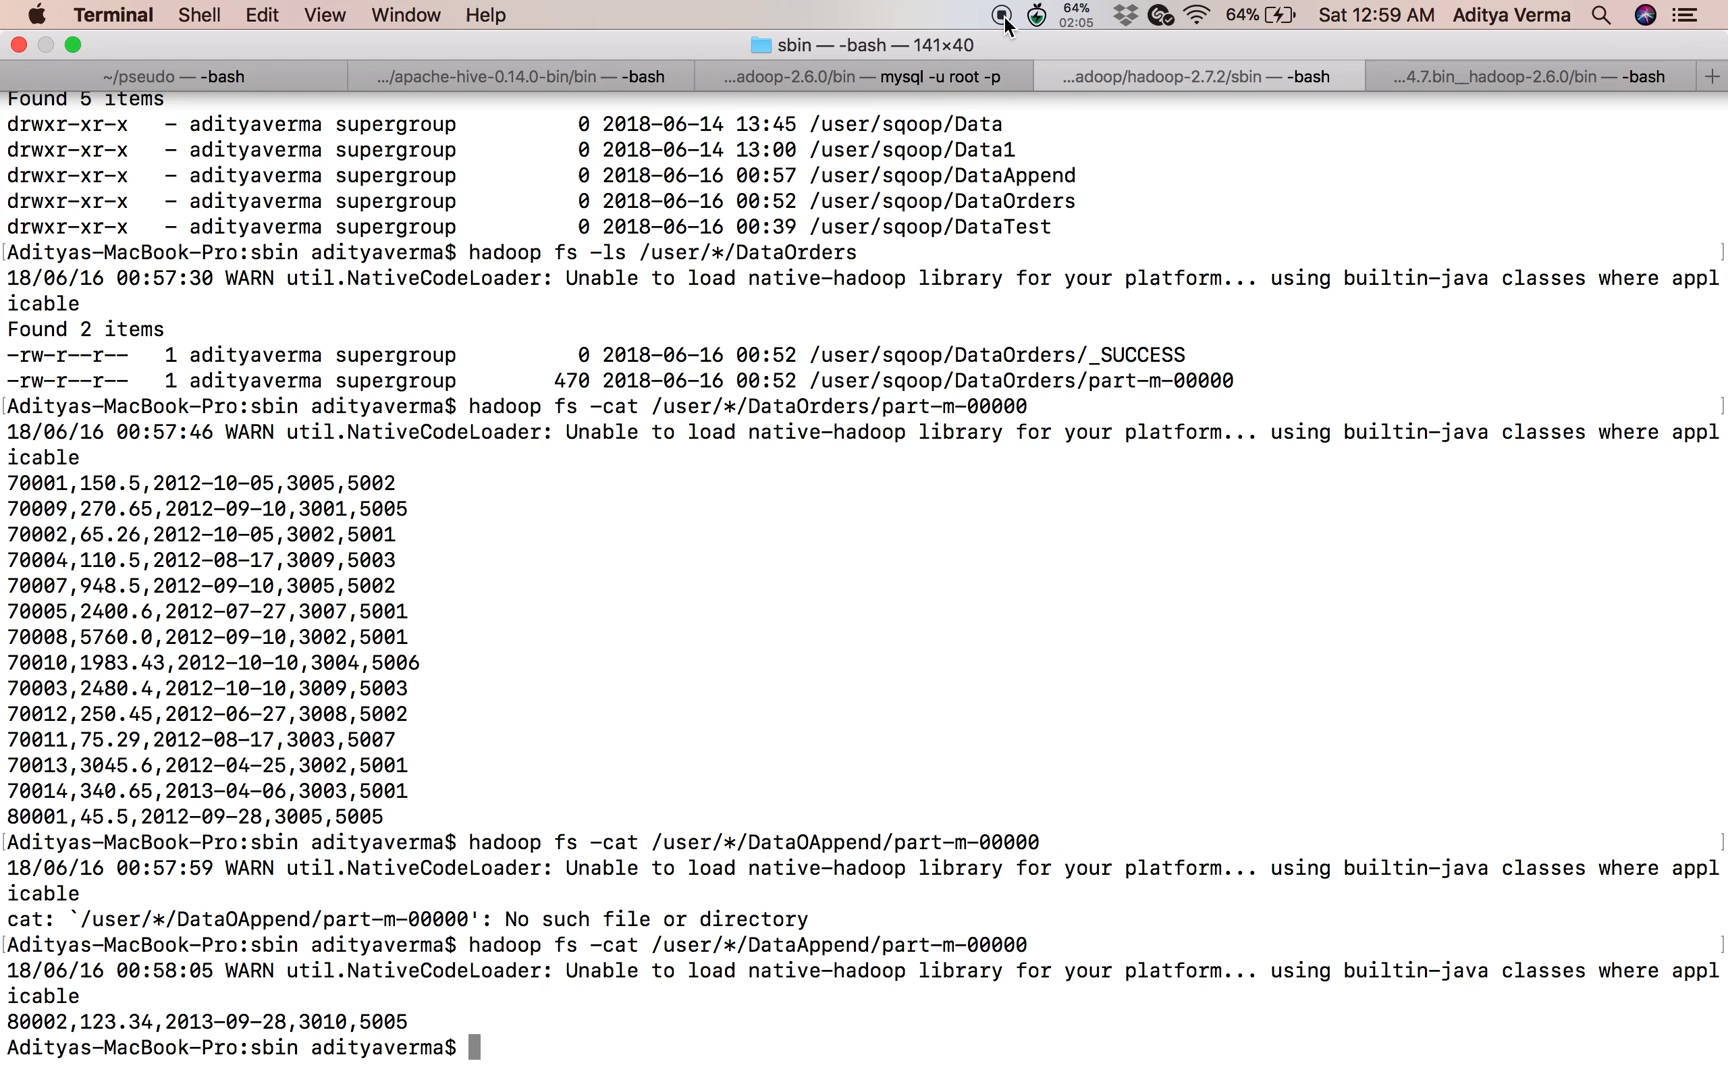 Terminal Shell Edit View Window Help 64% 02:05 64% Sat 12:59 AM Aditya Verma
sbin — -bash — 141×40
~/pseudo — -bash .../apache-hive-0.14.0-bin/bin — -bash ...adoop-2.6.0/bin — mysql -u root -p ...adoop/hadoop-2.7.2/sbin — -bash ...4.7.bin__hadoop-2.6.0/bin — -bash +
Found 5 items
drwxr-xr-x   - adityaverma supergroup          0 2018-06-14 13:45 /user/sqoop/Data
drwxr-xr-x   - adityaverma supergroup          0 2018-06-14 13:00 /user/sqoop/Data1
drwxr-xr-x   - adityaverma supergroup          0 2018-06-16 00:57 /user/sqoop/DataAppend
drwxr-xr-x   - adityaverma supergroup          0 2018-06-16 00:52 /user/sqoop/DataOrders
drwxr-xr-x   - adityaverma supergroup          0 2018-06-16 00:39 /user/sqoop/DataTest
[Adityas-MacBook-Pro:sbin adityaverma$ hadoop fs -ls /user/*/DataOrders ]
18/06/16 00:57:30 WARN util.NativeCodeLoader: Unable to load native-hadoop library for your platform... using builtin-java classes where appl
icable
Found 2 items
-rw-r--r--   1 adityaverma supergroup          0 2018-06-16 00:52 /user/sqoop/DataOrders/_SUCCESS
-rw-r--r--   1 adityaverma supergroup        470 2018-06-16 00:52 /user/sqoop/DataOrders/part-m-00000
[Adityas-MacBook-Pro:sbin adityaverma$ hadoop fs -cat /user/*/DataOrders/part-m-00000 ]
18/06/16 00:57:46 WARN util.NativeCodeLoader: Unable to load native-hadoop library for your platform... using builtin-java classes where appl
icable
70001,150.5,2012-10-05,3005,5002
70009,270.65,2012-09-10,3001,5005
70002,65.26,2012-10-05,3002,5001
70004,110.5,2012-08-17,3009,5003
70007,948.5,2012-09-10,3005,5002
70005,2400.6,2012-07-27,3007,5001
70008,5760.0,2012-09-10,3002,5001
70010,1983.43,2012-10-10,3004,5006
70003,2480.4,2012-10-10,3009,5003
70012,250.45,2012-06-27,3008,5002
70011,75.29,2012-08-17,3003,5007
70013,3045.6,2012-04-25,3002,5001
70014,340.65,2013-04-06,3003,5001
80001,45.5,2012-09-28,3005,5005
[Adityas-MacBook-Pro:sbin adityaverma$ hadoop fs -cat /user/*/DataOAppend/part-m-00000 ]
18/06/16 00:57:59 WARN util.NativeCodeLoader: Unable to load native-hadoop library for your platform... using builtin-java classes where appl
icable
cat: `/user/*/DataOAppend/part-m-00000': No such file or directory
[Adityas-MacBook-Pro:sbin adityaverma$ hadoop fs -cat /user/*/DataAppend/part-m-00000 ]
18/06/16 00:58:05 WARN util.NativeCodeLoader: Unable to load native-hadoop library for your platform... using builtin-java classes where appl
icable
80002,123.34,2013-09-28,3010,5005
Adityas-MacBook-Pro:sbin adityaverma$